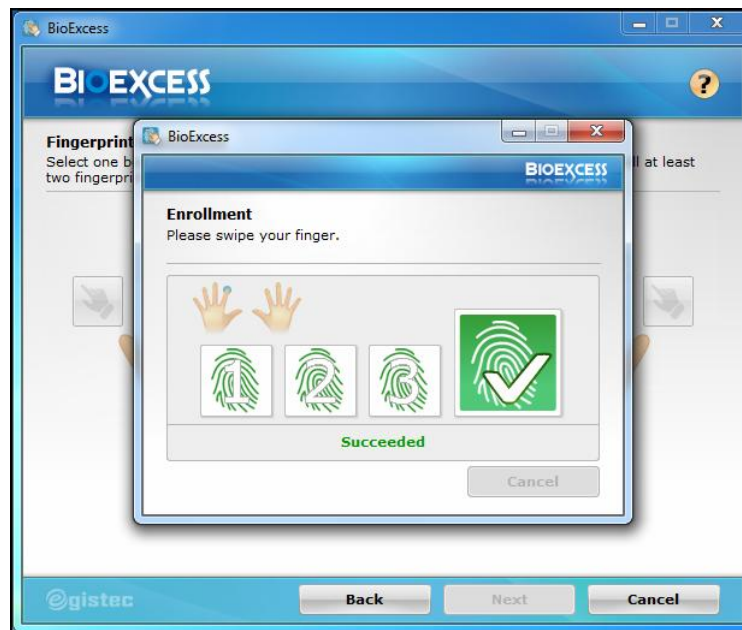 BioExcess
BIOEXCESS
?
Fingerprint
Select one b
ll at least
two fingerpri
BioExcess
BIOEXCESS
Enrollment
Please swipe your finger.
1 2 3
Succeeded
Cancel
egistec
Back
Next
Cancel